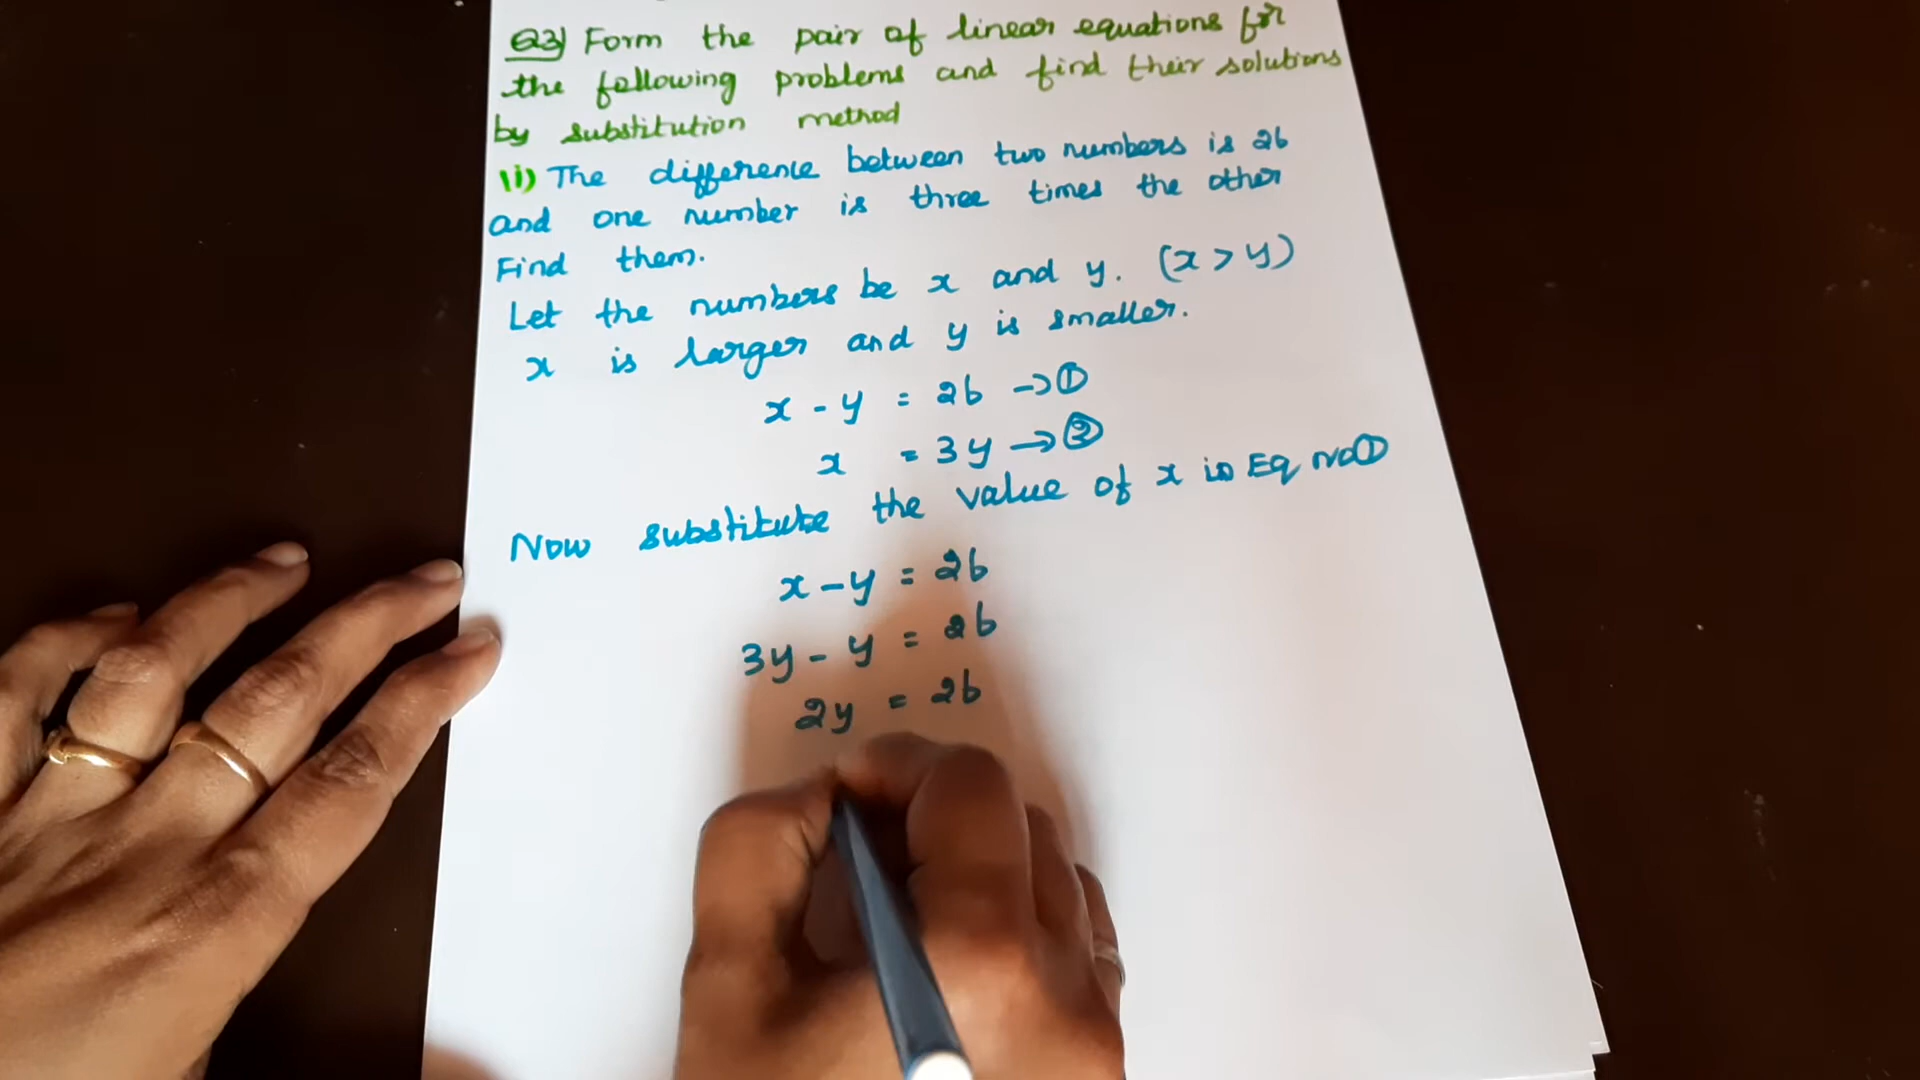 Q3) Form the pair of linear equations for
the following problems and find their solutions
by substitution method
(i) The difference between two numbers is 26
and one number is three times the other
Find them.
Let the numbers be x and y. (x > y)
x is larger and y is smaller.
x - y = 26 → ①
x = 3y → ②
Now substitute the value of x in Eq no ①
x - y = 26
3y - y = 26
2y = 26